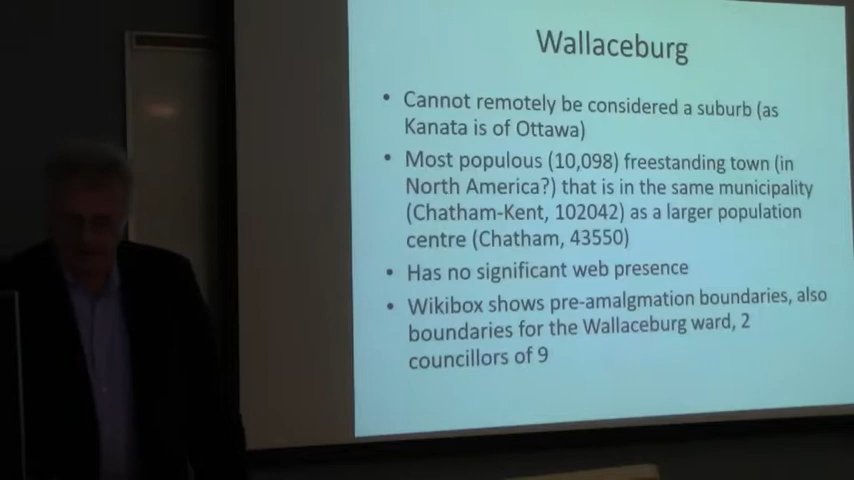 Wallaceburg
• Cannot remotely be considered a suburb (as
Kanata is of Ottawa)
• Most populous (10,098) freestanding town (in
North America?) that is in the same municipality
(Chatham-Kent, 102042) as a larger population
centre (Chatham, 43550)
• Has no significant web presence
• Wikibox shows pre-amalgmation boundaries, also
boundaries for the Wallaceburg ward, 2
councillors of 9